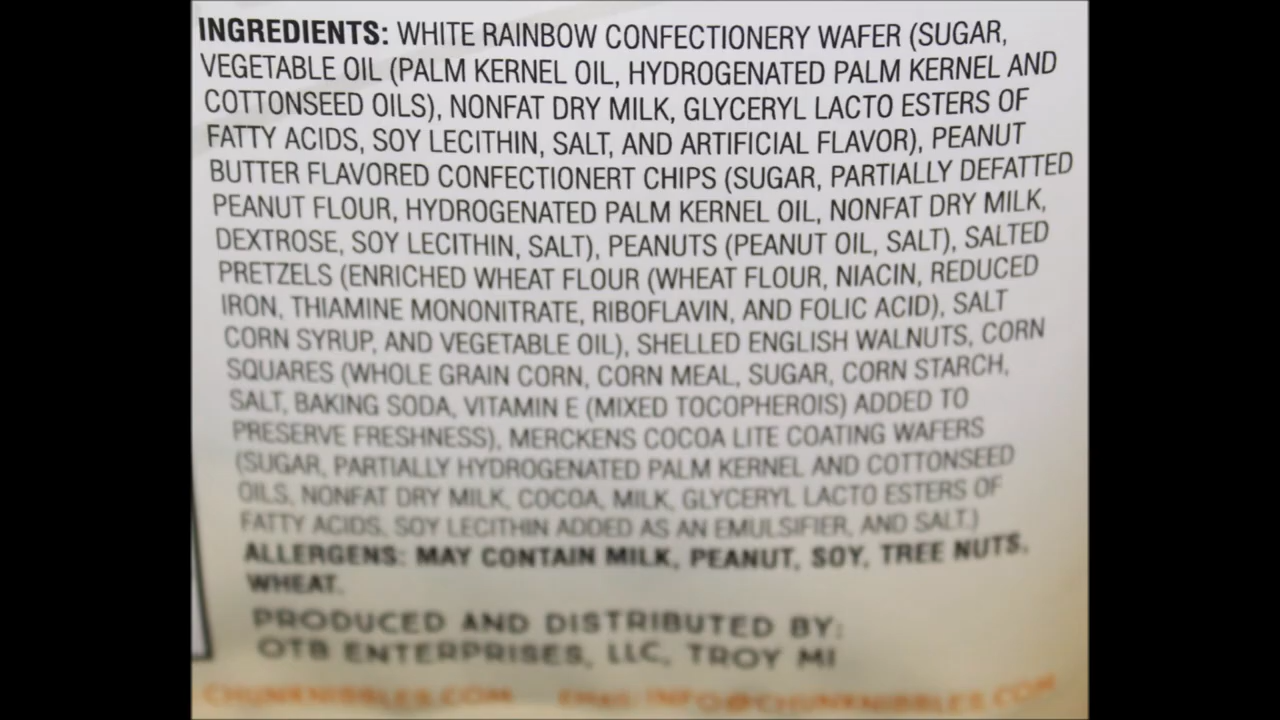 INGREDIENTS: WHITE RAINBOW CONFECTIONERY WAFER (SUGAR,
VEGETABLE OIL (PALM KERNEL OIL, HYDROGENATED PALM KERNEL AND
COTTONSEED OILS), NONFAT DRY MILK, GLYCERYL LACTO ESTERS OF
FATTY ACIDS, SOY LECITHIN, SALT, AND ARTIFICIAL FLAVOR), PEANUT
BUTTER FLAVORED CONFECTIONERT CHIPS (SUGAR, PARTIALLY DEFATTED
PEANUT FLOUR, HYDROGENATED PALM KERNEL OIL, NONFAT DRY MILK,
DEXTROSE, SOY LECITHIN, SALT), PEANUTS (PEANUT OIL, SALT), SALTED
PRETZELS (ENRICHED WHEAT FLOUR (WHEAT FLOUR, NIACIN, REDUCED
IRON, THIAMINE MONONITRATE, RIBOFLAVIN, AND FOLIC ACID), SALT
CORN SYRUP, AND VEGETABLE OIL), SHELLED ENGLISH WALNUTS, CORN
SQUARES (WHOLE GRAIN CORN, CORN MEAL, SUGAR, CORN STARCH,
SALT, BAKING SODA, VITAMIN E (MIXED TOCOPHEROIS) ADDED TO
PRESERVE FRESHNESS), MERCKENS COCOA LITE COATING WAFERS
(SUGAR, PARTIALLY HYDROGENATED PALM KERNEL AND COTTONSEED
OILS, NONFAT DRY MILK, COCOA, MILK, GLYCERYL LACTO ESTERS OF
FATTY ACIDS, SOY LECITHIN ADDED AS AN EMULSIFIER, AND SALT.)
ALLERGENS: MAY CONTAIN MILK, PEANUT, SOY, TREE NUTS,
WHEAT.
PRODUCED AND DISTRIBUTED BY:
OTB ENTERPRISES, LLC, TROY MI
CHUNKNIBBLES.COM EMAIL: INFO@CHUNKNIBBLES.COM